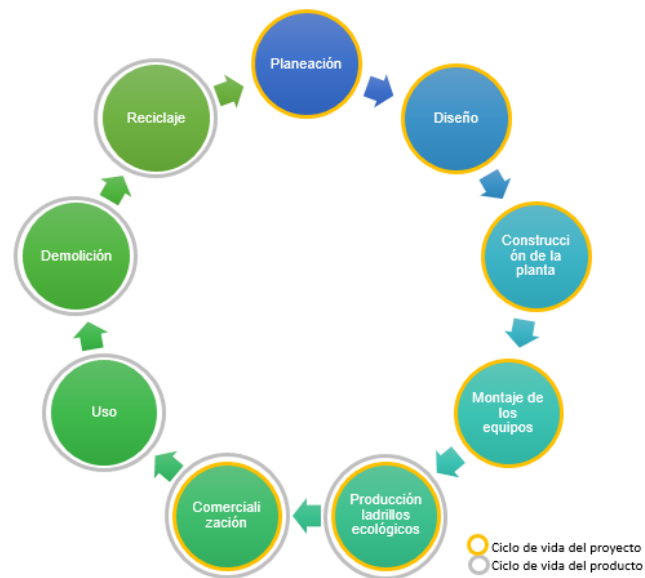 Planeación
Diseño
Construcci
ón de la
planta
Montaje de
los
equipos
Producción
ladrillos
ecológicos
Comerciali
zación
Uso
Demolición
Reciclaje
Ciclo de vida del proyecto
Ciclo de vida del producto